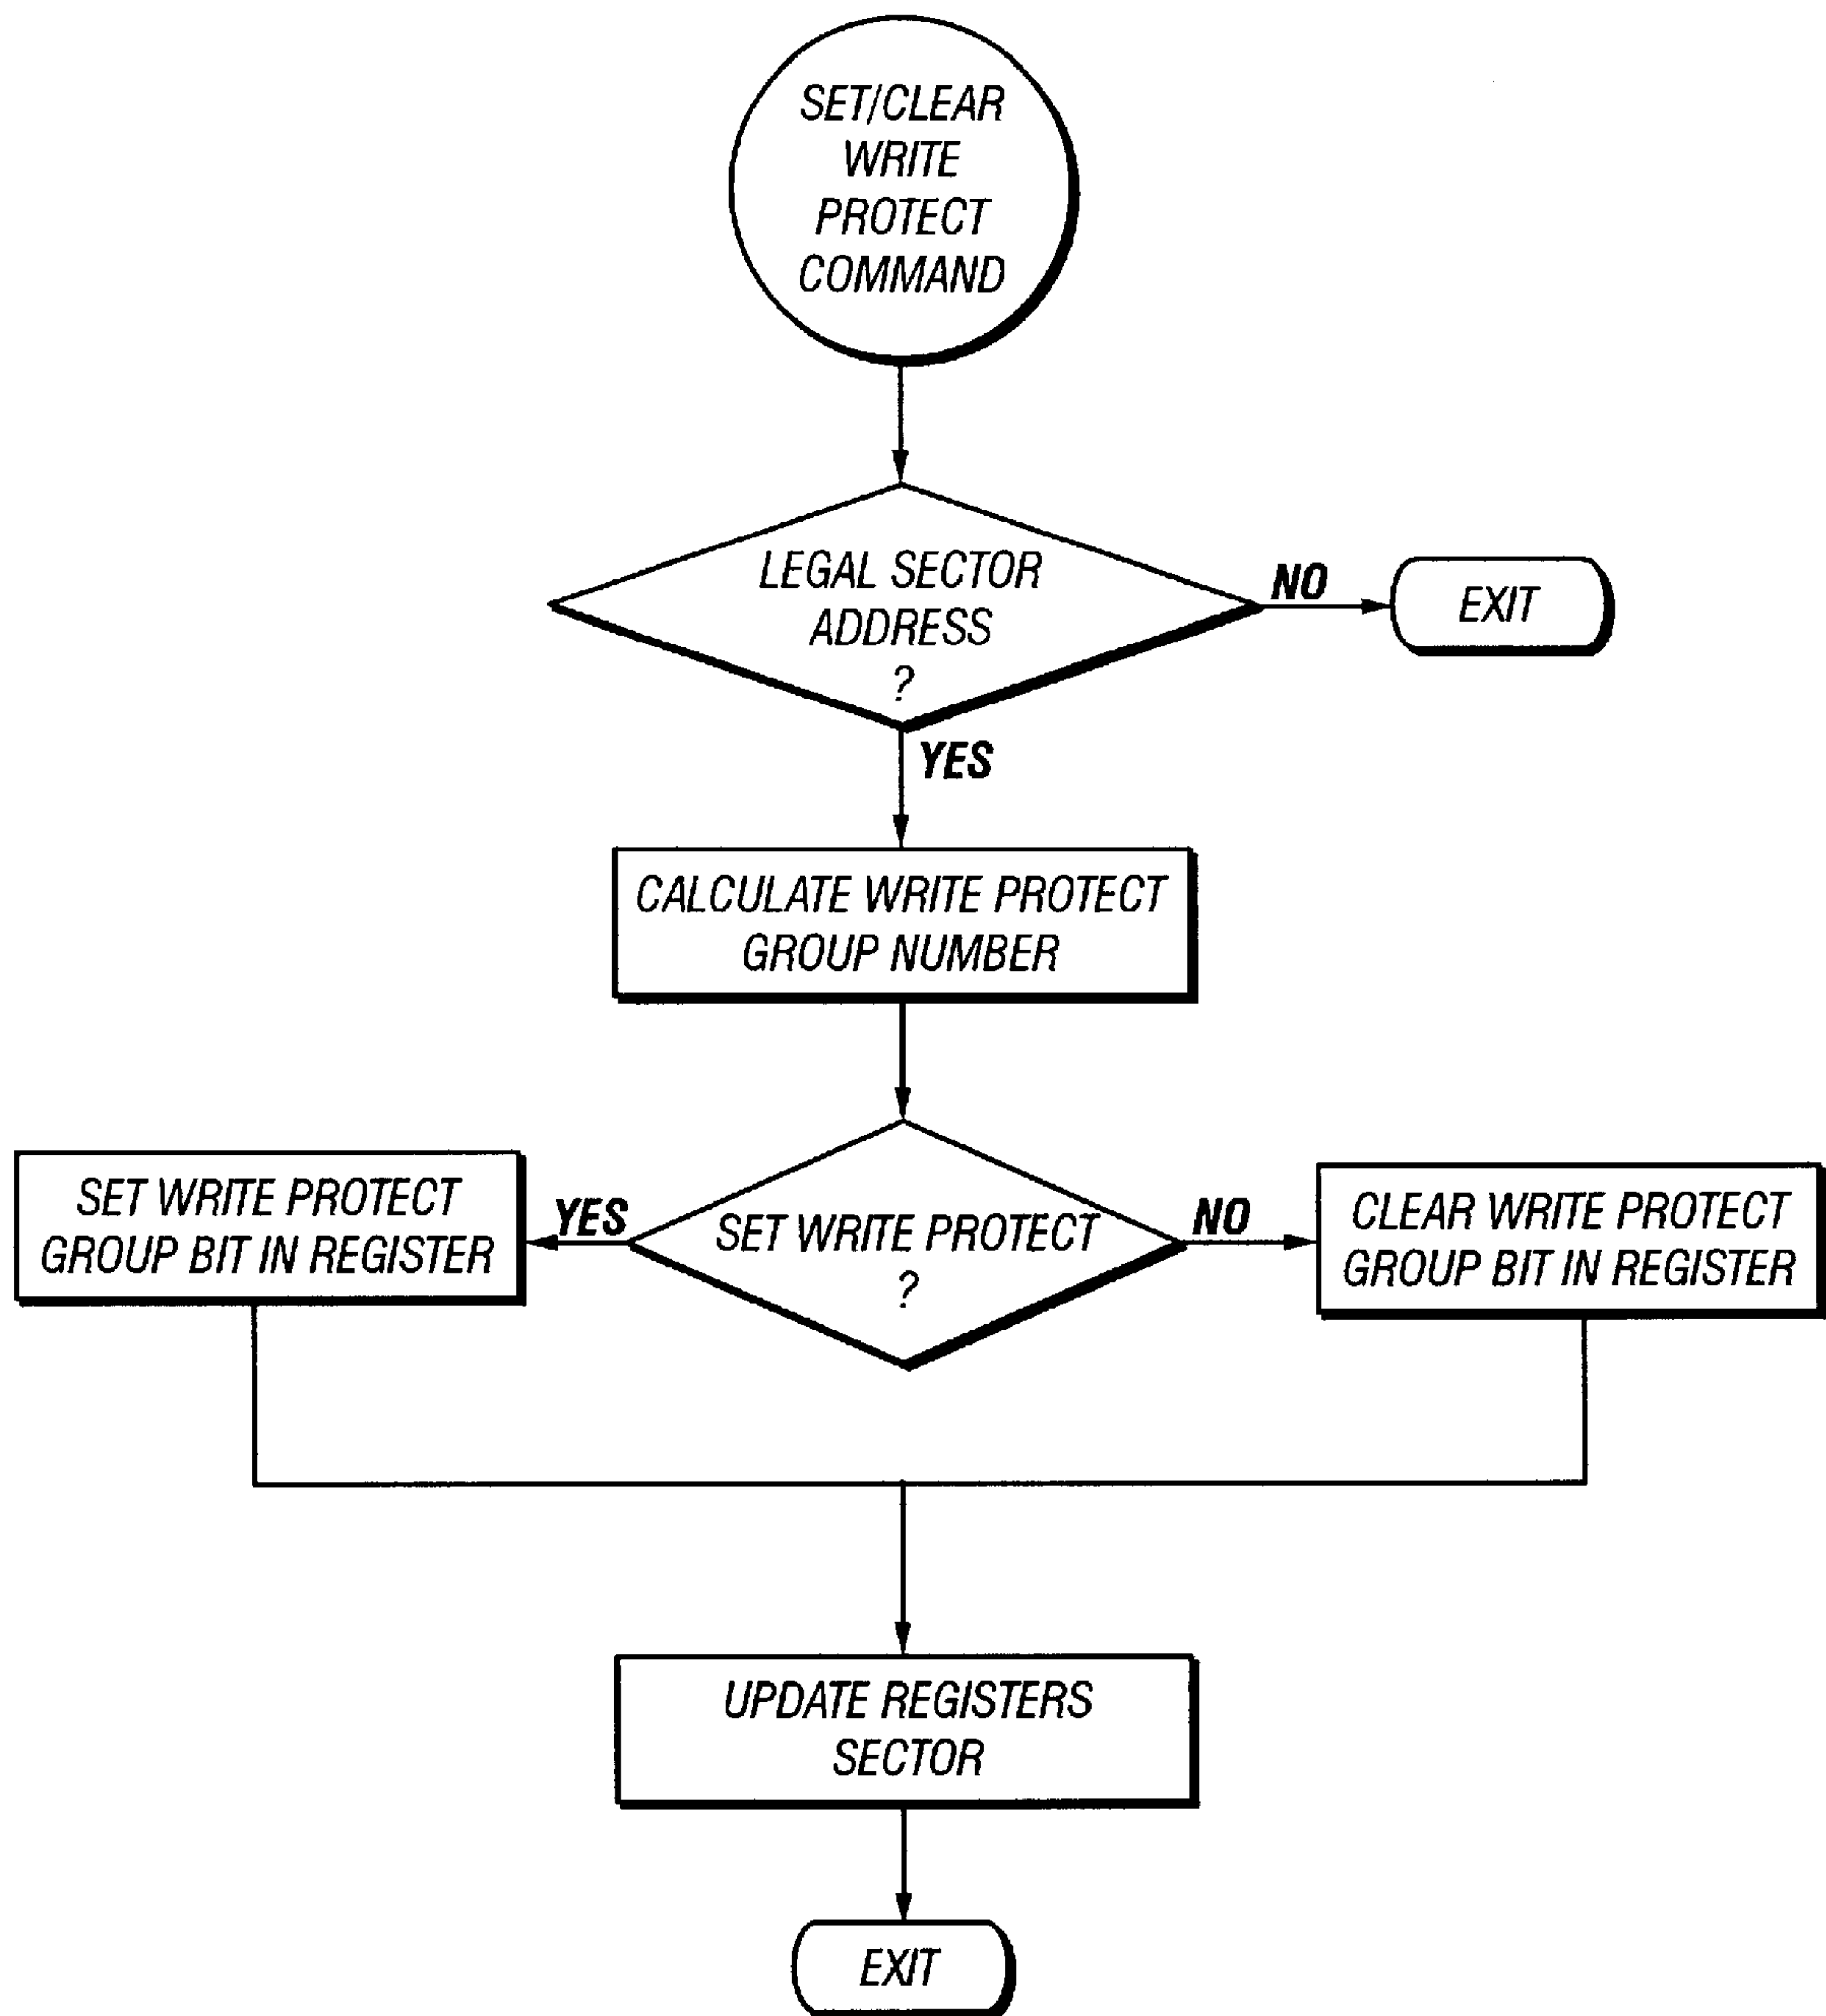 SET/CLEAR
WRITE
PROTECT
COMMAND
LEGAL SECTOR
ADDRESS
?
NO
EXIT
YES
CALCULATE WRITE PROTECT
GROUP NUMBER
SET WRITE PROTECT
GROUP BIT IN REGISTER
YES
SET WRITE PROTECT
?
NO
CLEAR WRITE PROTECT
GROUP BIT IN REGISTER
UPDATE REGISTERS
SECTOR
EXIT